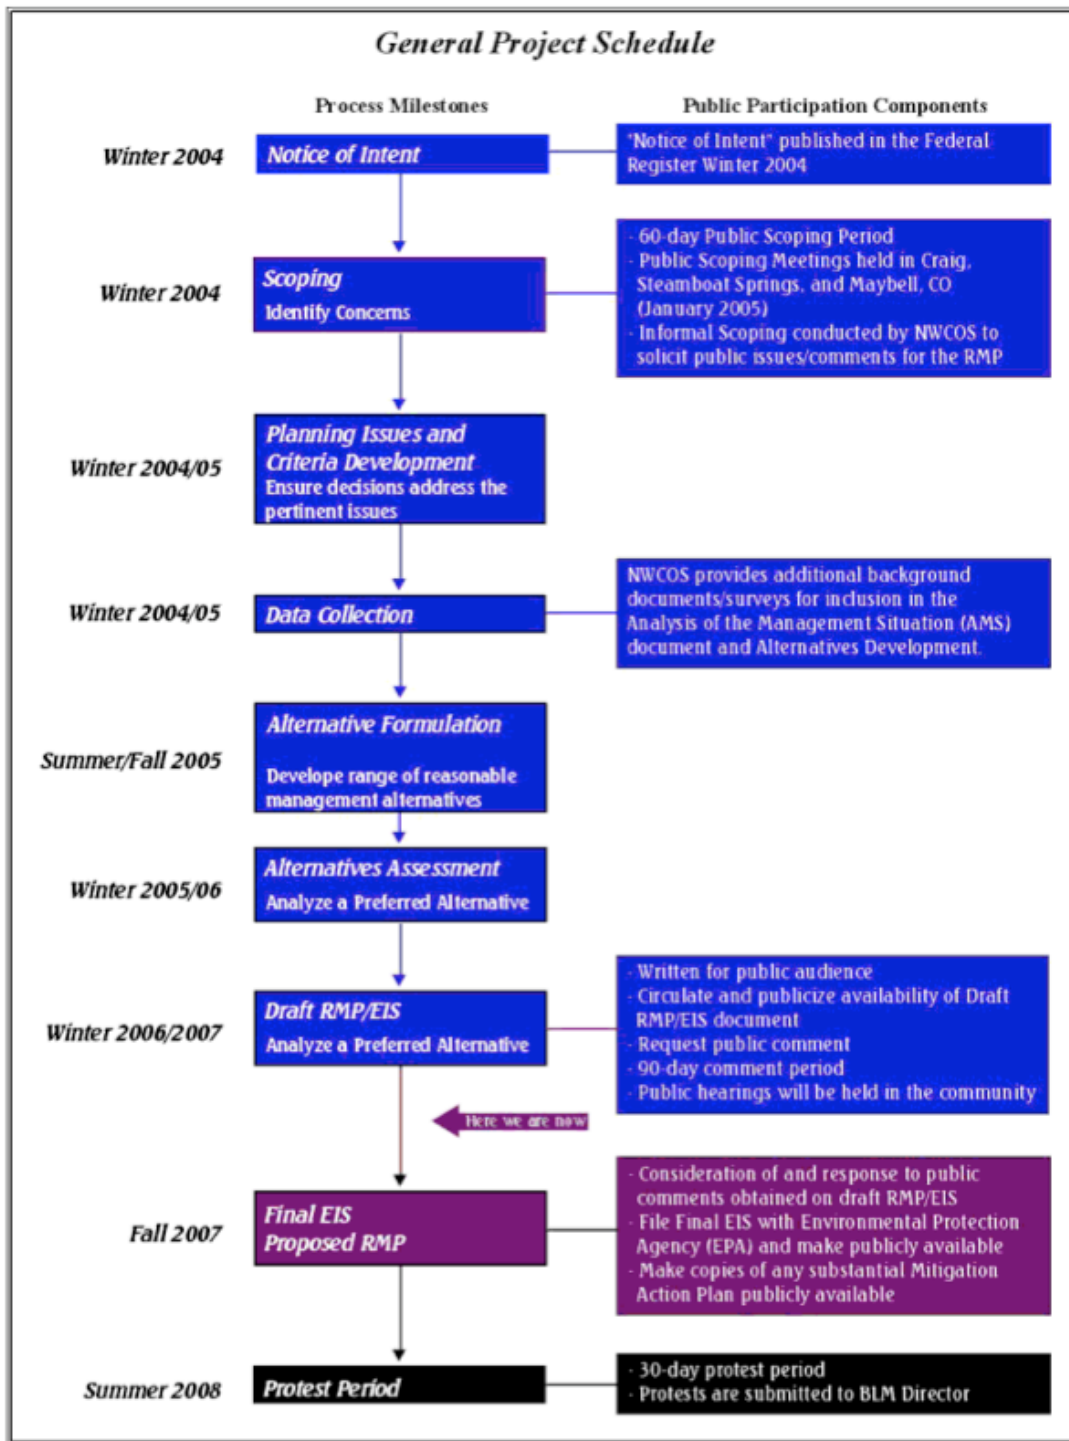 General Project Schedule
Process Milestones
Public Participation Components
Winter 2004
Notice of Intent
"Notice of Intent" published in the Federal
Register Winter 2004
Winter 2004
Scoping
Identify Concerns
- 60-day Public Scoping Period
- Public Scoping Meetings held in Craig,
Steamboat Springs, and Maybell, CO
(January 2005)
- Informal Scoping conducted by NWCOS to
solicit public issues/comments for the RMP
Winter 2004/05
Planning Issues and
Criteria Development
Ensure decisions address the
pertinent issues
Winter 2004/05
Data Collection
NWCOS provides additional background
documents/surveys for inclusion in the
Analysis of the Management Situation (AMS)
document and Alternatives Development.
Summer/Fall 2005
Alternative Formulation
Develope range of reasonable
management alternatives
Winter 2005/06
Alternatives Assessment
Analyze a Preferred Alternative
Winter 2006/2007
Draft RMP/EIS
Analyze a Preferred Alternative
- Written for public audience
- Circulate and publicize availability of Draft
RMP/EIS document
- Request public comment
- 90-day comment period
- Public hearings will be held in the community
Here we are now
Fall 2007
Final EIS
Proposed RMP
- Consideration of and response to public
comments obtained on draft RMP/EIS
- File Final EIS with Environmental Protection
Agency (EPA) and make publicly available
- Make copies of any substantial Mitigation
Action Plan publicly available
Summer 2008
Protest Period
- 30-day protest period
- Protests are submitted to BLM Director